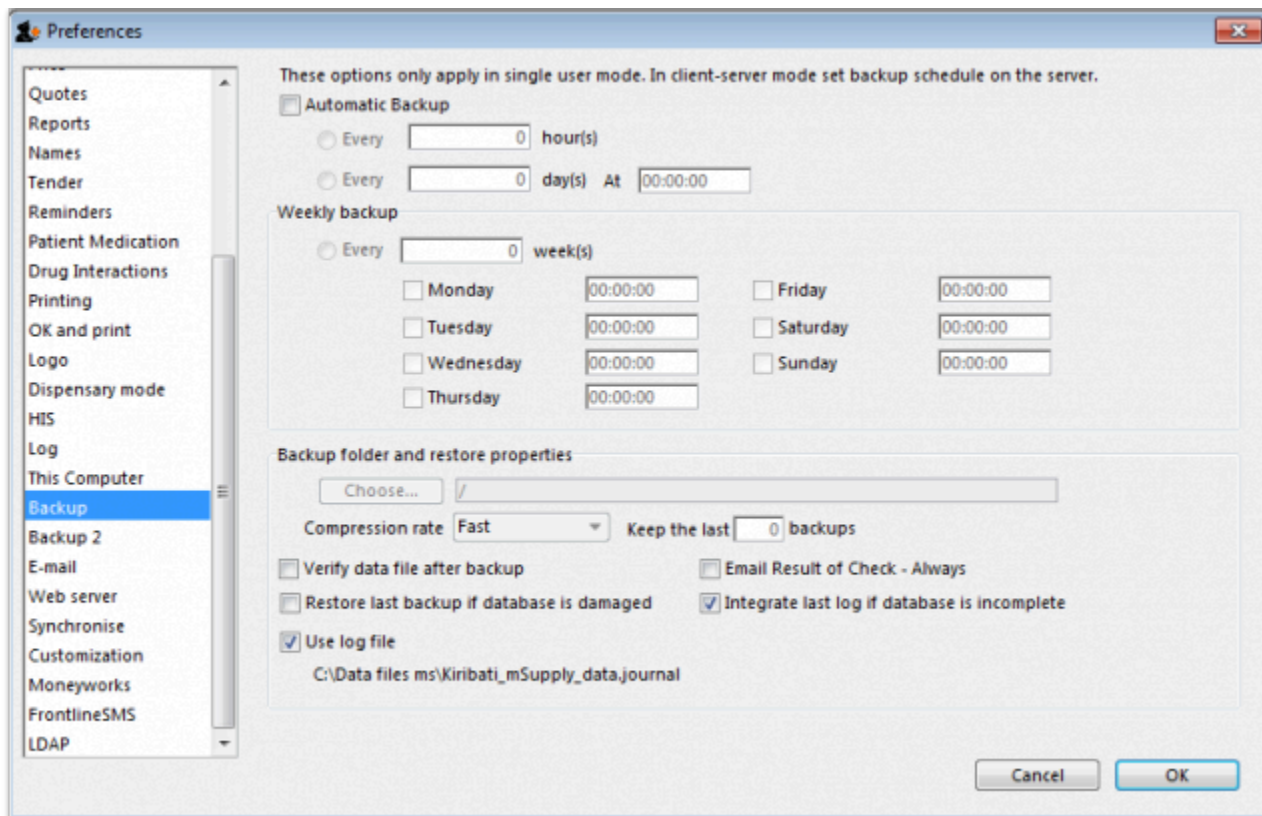 Preferences
Quotes
Reports
Names
Tender
Reminders
Patient Medication
Drug Interactions
Printing
OK and print
Logo
Dispensary mode
HIS
Log
This Computer
Backup
Backup 2
E-mail
Web server
Synchronise
Customization
Moneyworks
FrontlineSMS
LDAP
These options only apply in single user mode. In client-server mode set backup schedule on the server.
Automatic Backup
Every 0 hour(s)
Every 0 day(s) At 00:00:00
Weekly backup
Every 0 week(s)
Monday 00:00:00 Friday 00:00:00
Tuesday 00:00:00 Saturday 00:00:00
Wednesday 00:00:00 Sunday 00:00:00
Thursday 00:00:00
Backup folder and restore properties
Choose... /
Compression rate Fast Keep the last 0 backups
Verify data file after backup Email Result of Check - Always
Restore last backup if database is damaged Integrate last log if database is incomplete
Use log file
C:\Data files ms\Kiribati_mSupply_data.journal
Cancel OK